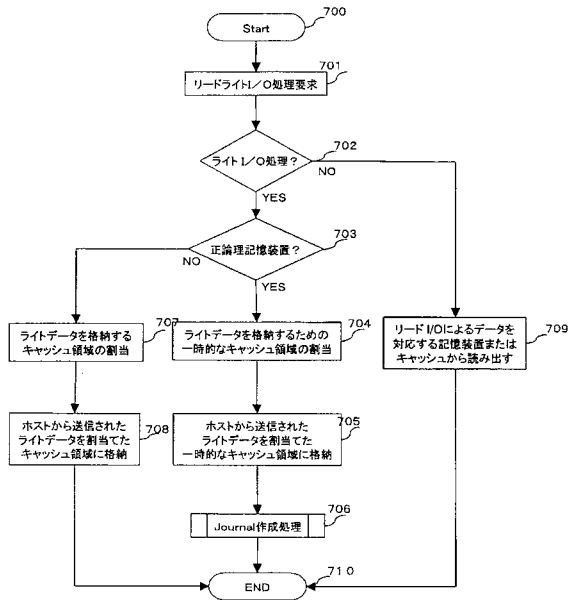 700
Start
701
リードライトI/O処理要求
702
ライトI/O処理?
NO
YES
703
正論理記憶装置?
NO
YES
707
ライトデータを格納する
キャッシュ領域の割当
704
ライトデータを格納するための
一時的なキャッシュ領域の割当
709
リードI/Oによるデータを
対応する記憶装置または
キャッシュから読み出す
708
ホストから送信された
ライトデータを割当てた
キャッシュ領域に格納
705
ホストから送信された
ライトデータを割当てた
一時的なキャッシュ領域に格納
706
Journal作成処理
710
END